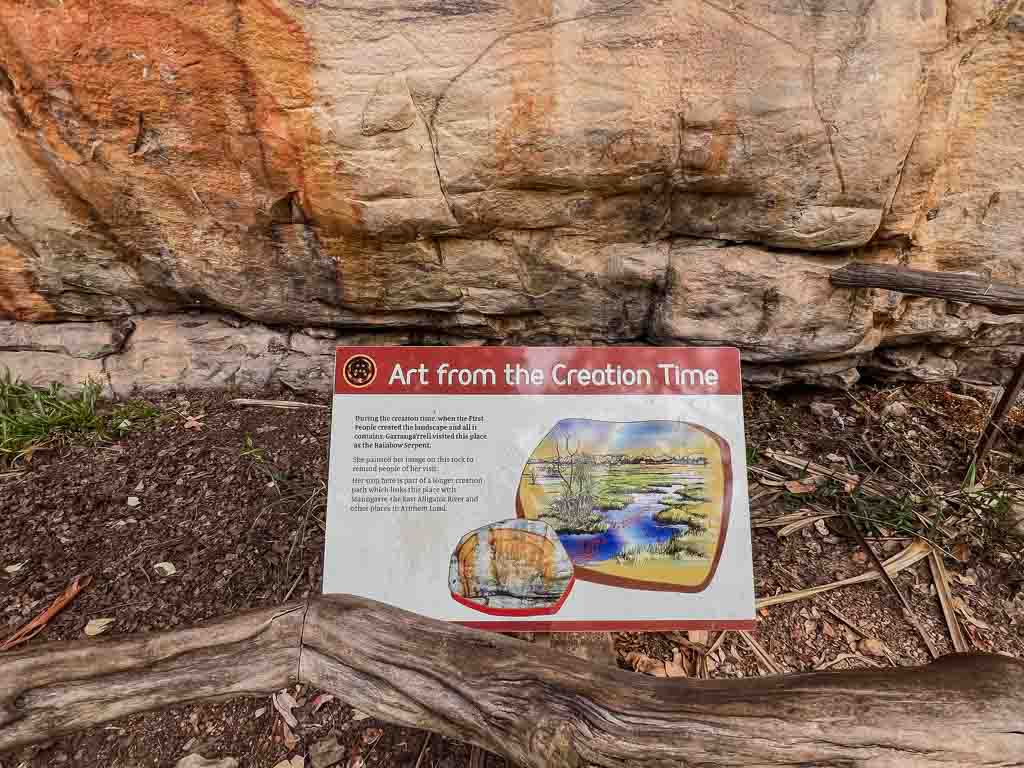 Art from the Creation Time
During the creation time, when the First
People created the landscape and all it
contains, Garranga'rreli visited this place
as the Rainbow Serpent.
She painted her image on this rock to
remind people of her visit.
Her stop here is part of a longer creation
path which links this place with
Manngarre, the East Alligator River and
other places in Arnhem Land.